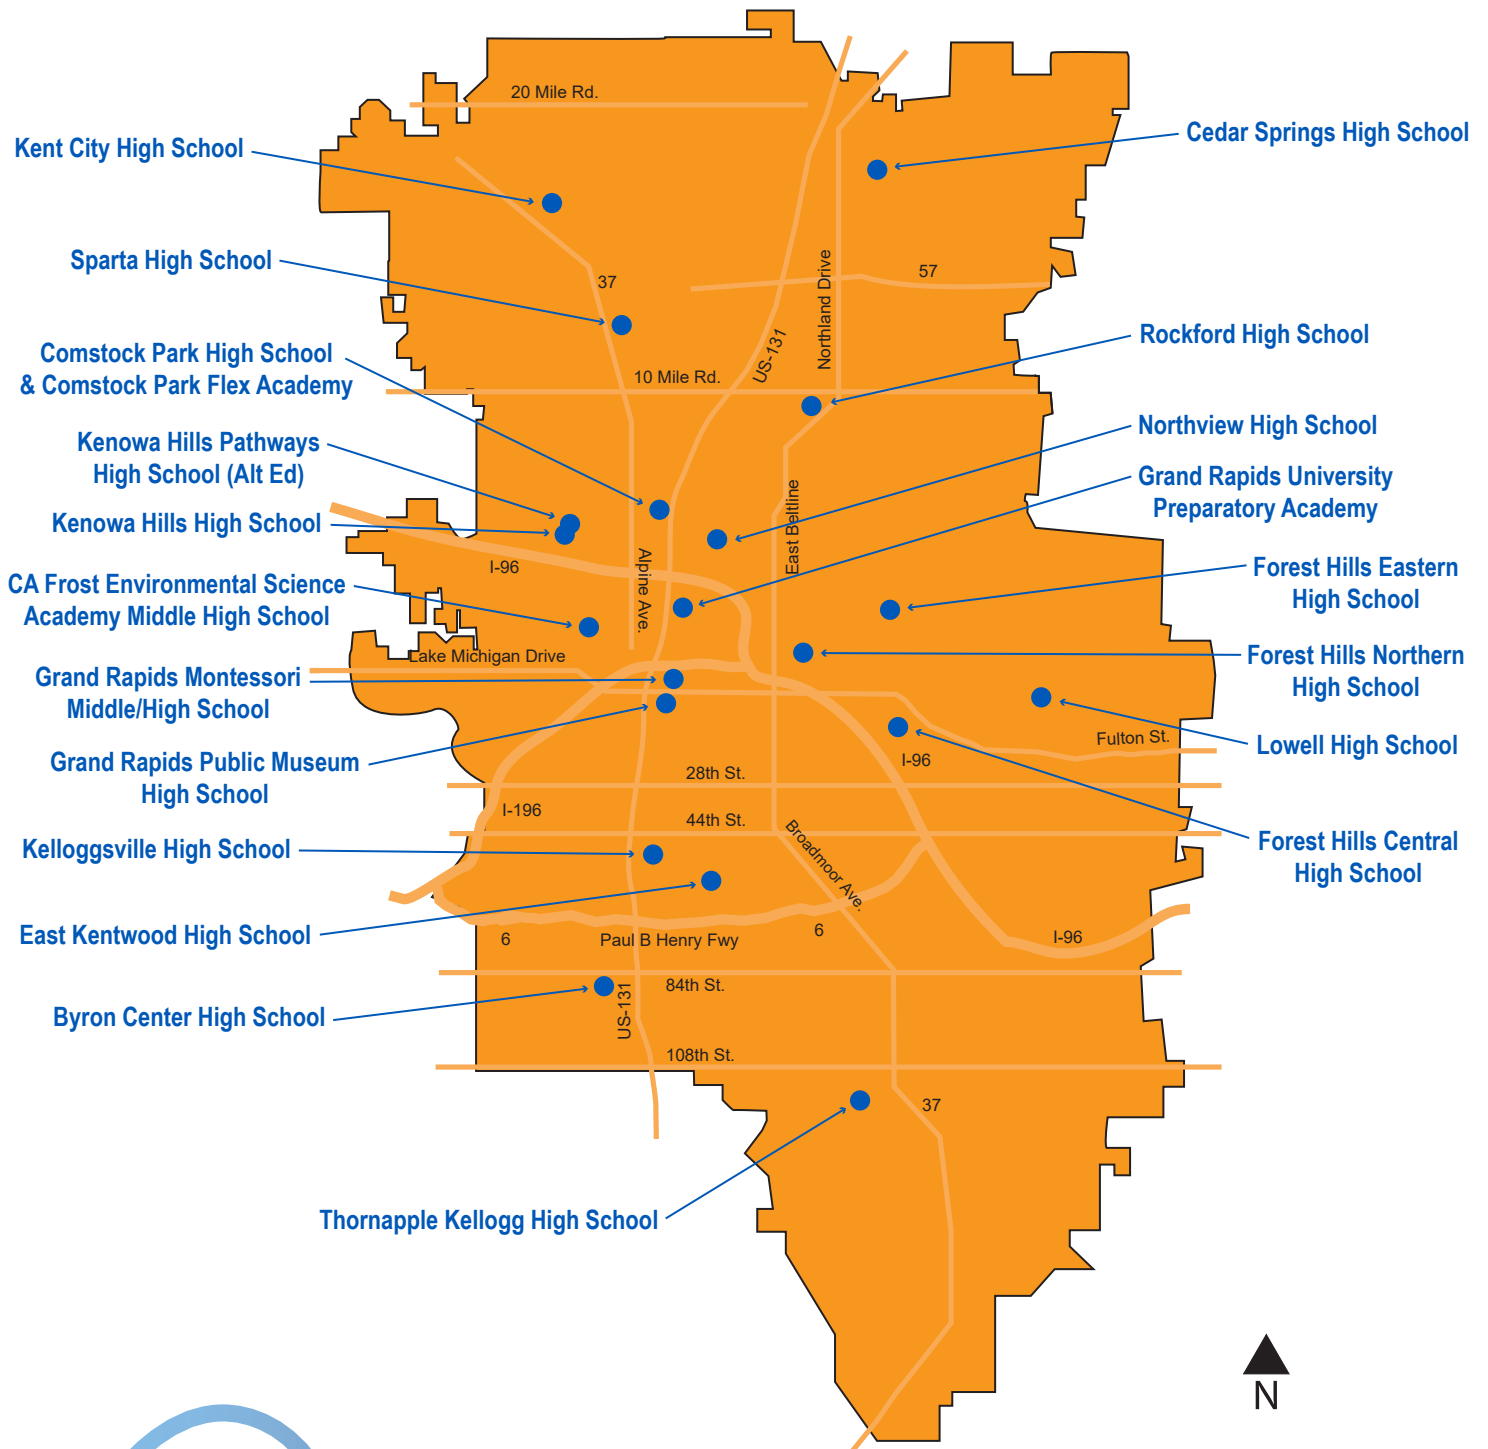 20 Mile Rd.
Kent City High School
Cedar Springs High School
Sparta High School
37
57
Northland Drive
US-131
Rockford High School
Comstock Park High School
& Comstock Park Flex Academy
10 Mile Rd.
Northview High School
Kenowa Hills Pathways
High School (Alt Ed)
Grand Rapids University
Preparatory Academy
Kenowa Hills High School
East Beltline
I-96
Alpine Ave.
CA Frost Environmental Science
Academy Middle High School
Forest Hills Eastern
High School
Lake Michigan Drive
Forest Hills Northern
High School
Grand Rapids Montessori
Middle/High School
Fulton St.
Lowell High School
Grand Rapids Public Museum
High School
I-96
28th St.
I-196
44th St.
Broadmoor Ave.
Kelloggsville High School
Forest Hills Central
High School
East Kentwood High School
6
Paul B Henry Fwy
6
I-96
84th St.
US-131
Byron Center High School
108th St.
37
Thornapple Kellogg High School
N